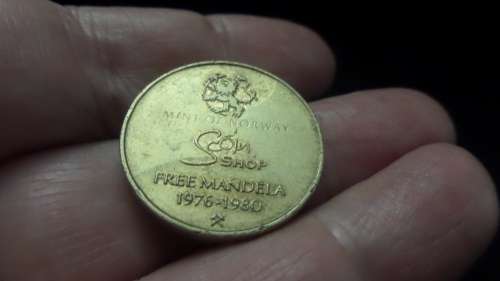 MINT OF NORWAY
Scoin
SHOP
FREE MANDELA
1976-1980